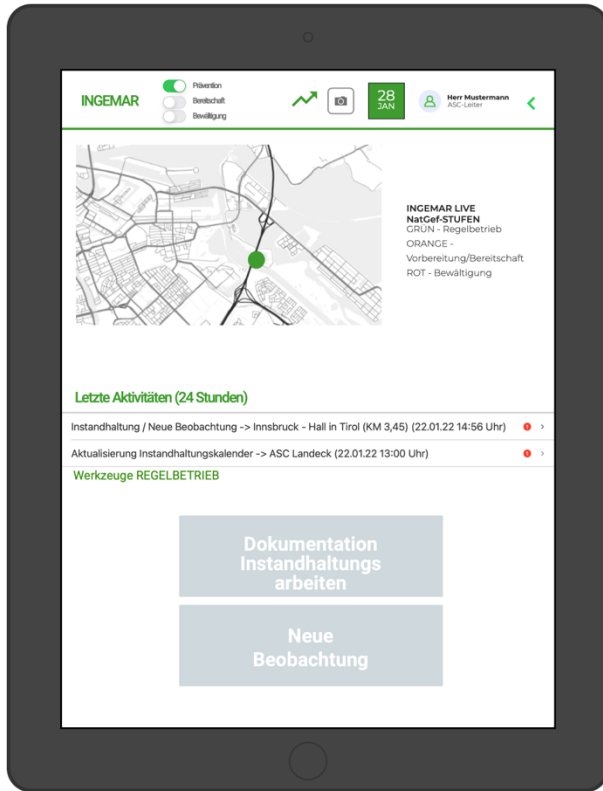 INGEMAR
Prävention
Bereitschaft
Bewältigung
28
JAN
Herr Mustermann
ASC-Leiter
INGEMAR LIVE
NatGef-STUFEN
GRÜN - Regelbetrieb
ORANGE -
Vorbereitung/Bereitschaft
ROT - Bewältigung
Letzte Aktivitäten (24 Stunden)
Instandhaltung / Neue Beobachtung -> Innsbruck - Hall in Tirol (KM 3,45) (22.01.22 14:56 Uhr)
Aktualisierung Instandhaltungskalender -> ASC Landeck (22.01.22 13:00 Uhr)
Werkzeuge REGELBETRIEB
Dokumentation
Instandhaltungs
arbeiten
Neue
Beobachtung